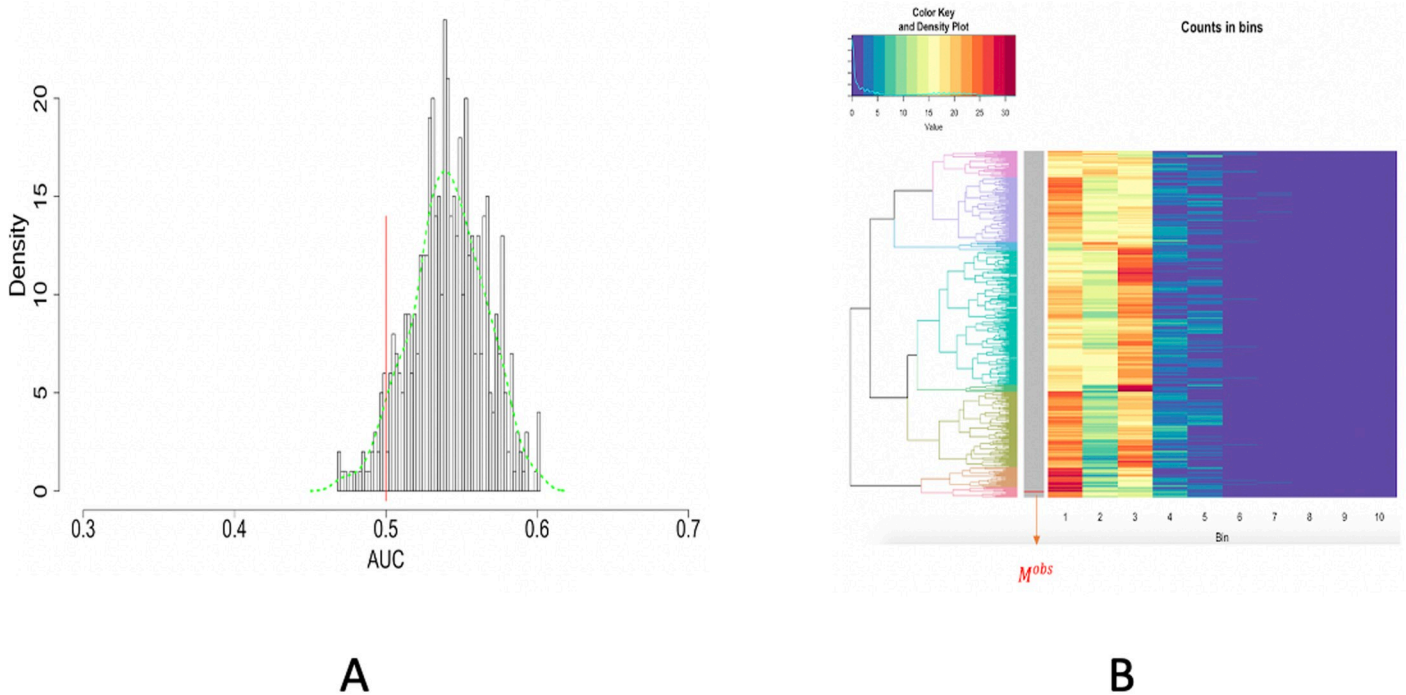 Density
0
5
10
15
20
0.3 0.4 0.5 0.6 0.7
AUC
A
Color Key
and Density Plot
0 5 10 15 20 25 30
Value
Counts in bins
1 2 3 4 5 6 7 8 9 10
Bin
M^obs
B